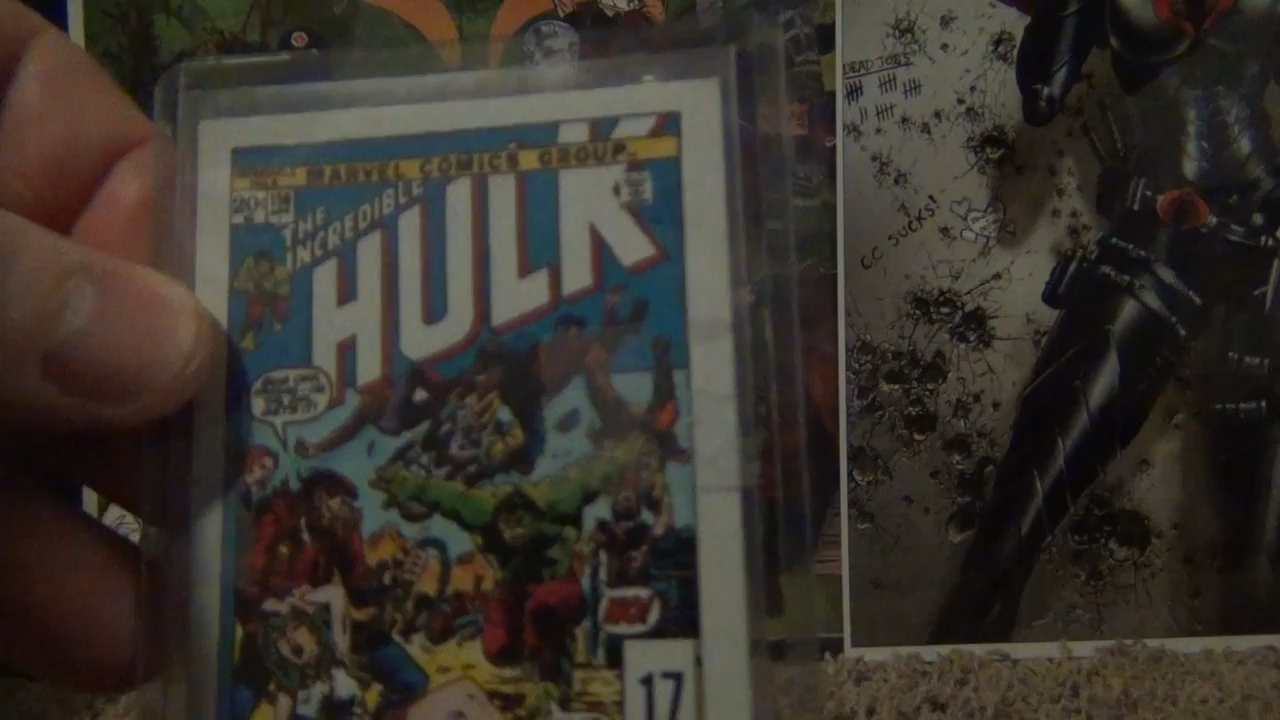 MARVEL COMICS GROUP
20¢
THE
INCREDIBLE
HULK
17
DEAD JOBS
CC SUCKS!